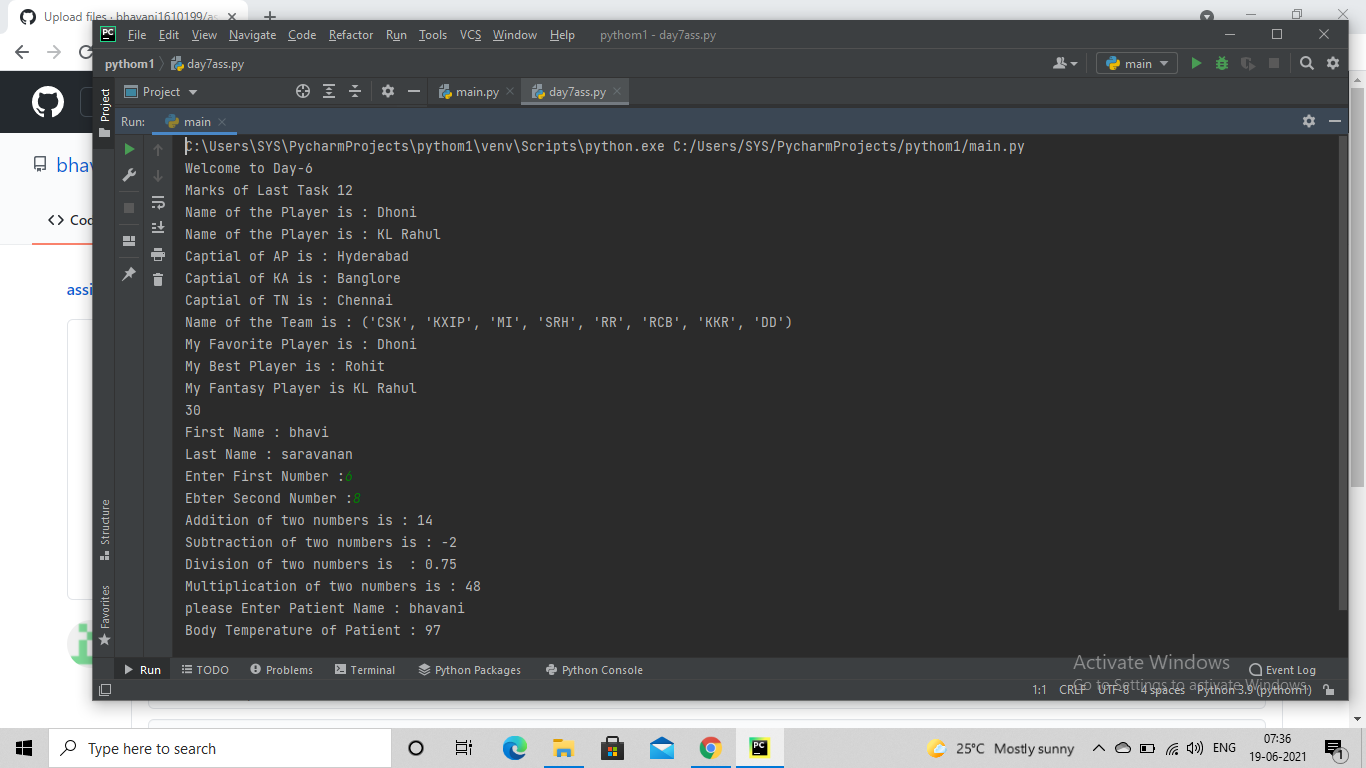 Upload files · bhavani1610199/as
File Edit View Navigate Code Refactor Run Tools VCS Window Help pythom1 - day7ass.py
pythom1 day7ass.py main
Project main.py day7ass.py
Project
Run: main
C:\Users\SYS\PycharmProjects\pythom1\venv\Scripts\python.exe C:/Users/SYS/PycharmProjects/pythom1/main.py
Welcome to Day-6
Marks of Last Task 12
Name of the Player is : Dhoni
Name of the Player is : KL Rahul
Captial of AP is : Hyderabad
Captial of KA is : Banglore
Captial of TN is : Chennai
Name of the Team is : ('CSK', 'KXIP', 'MI', 'SRH', 'RR', 'RCB', 'KKR', 'DD')
My Favorite Player is : Dhoni
My Best Player is : Rohit
My Fantasy Player is KL Rahul
30
First Name : bhavi
Last Name : saravanan
Enter First Number :6
Ebter Second Number :8
Addition of two numbers is : 14
Subtraction of two numbers is : -2
Division of two numbers is  : 0.75
Multiplication of two numbers is : 48
please Enter Patient Name : bhavani
Body Temperature of Patient : 97
bhav
<> Coo
assi
Structure
Favorites
Run TODO Problems Terminal Python Packages Python Console Event Log
Activate Windows
Go to Settings to activate Windows.
1:1 CRLF UTF-8 4 spaces Python 3.9 (pythom1)
Type here to search
25°C Mostly sunny ENG
07:36
19-06-2021
1